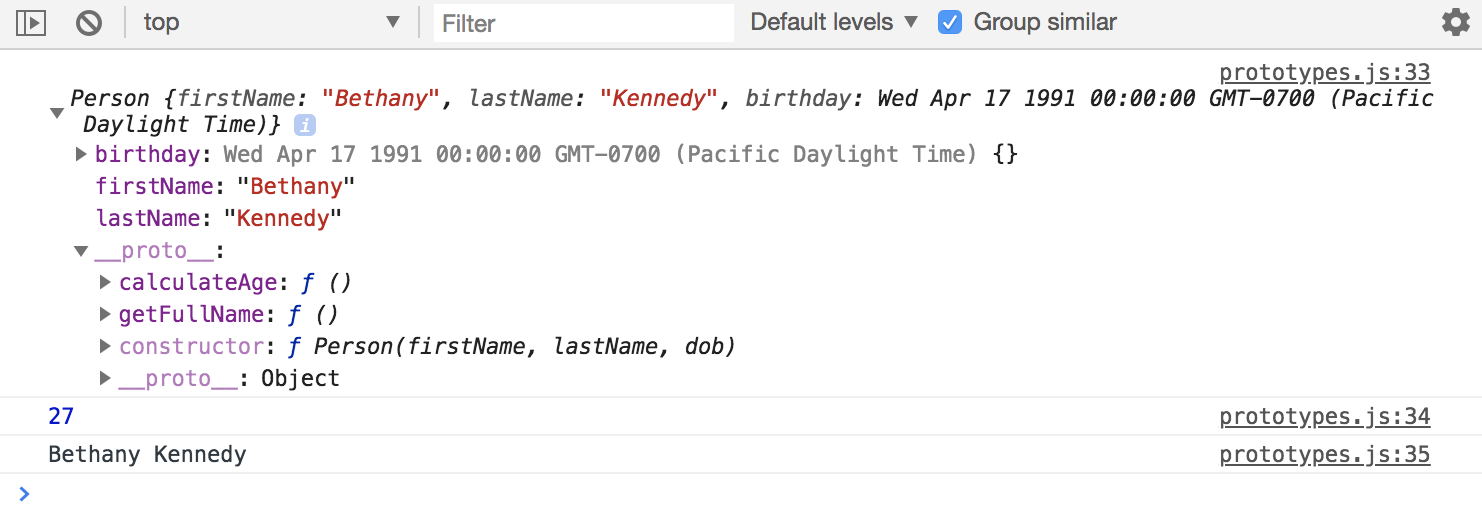 top Filter Default levels Group similar
prototypes.js:33
Person {firstName: "Bethany", lastName: "Kennedy", birthday: Wed Apr 17 1991 00:00:00 GMT-0700 (Pacific
Daylight Time)} i
birthday: Wed Apr 17 1991 00:00:00 GMT-0700 (Pacific Daylight Time) {}
firstName: "Bethany"
lastName: "Kennedy"
__proto__:
calculateAge: ƒ ()
getFullName: ƒ ()
constructor: ƒ Person(firstName, lastName, dob)
__proto__: Object
27 prototypes.js:34
Bethany Kennedy prototypes.js:35